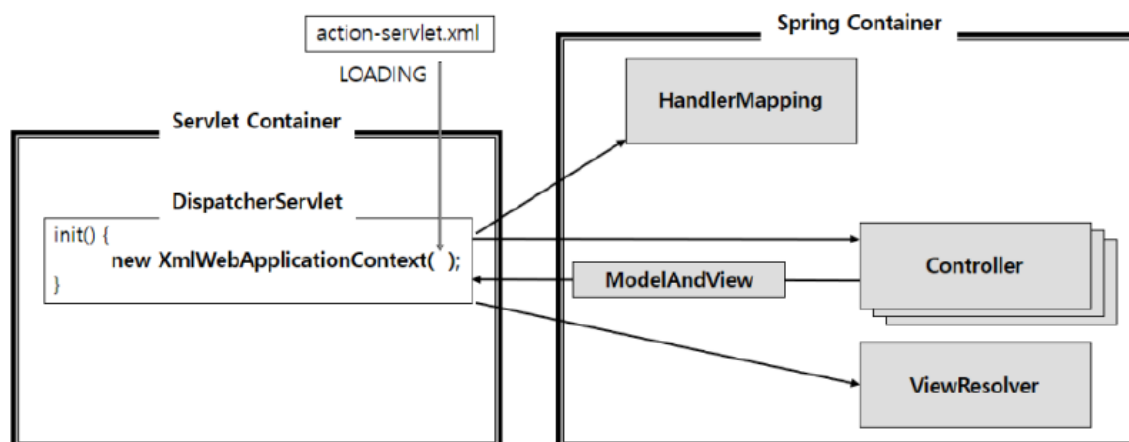 action-servlet.xml
Spring Container
LOADING
HandlerMapping
Servlet Container
DispatcherServlet
init() {
new XmlWebApplicationContext( );
}
Controller
ModelAndView
ViewResolver